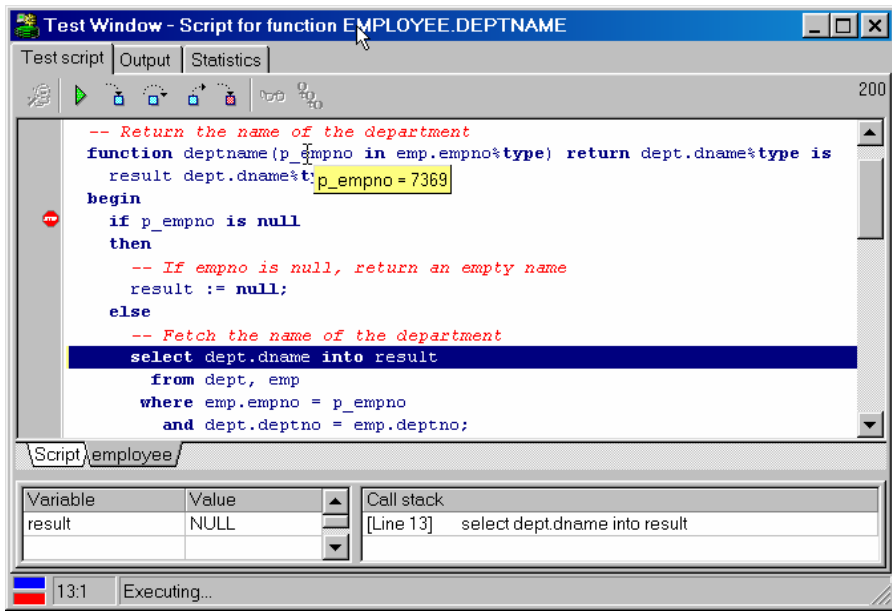 Test Window - Script for function EMPLOYEE.DEPTNAME
Test script Output Statistics
200
-- Return the name of the department
function deptname(p_empno in emp.empno%type) return dept.dname%type is
result dept.dname%t
p_empno = 7369
begin
if p_empno is null
then
-- If empno is null, return an empty name
result := null;
else
-- Fetch the name of the department
select dept.dname into result
from dept, emp
where emp.empno = p_empno
and dept.deptno = emp.deptno;
Script employee
Variable Value Call stack
result NULL [Line 13] select dept.dname into result
13:1 Executing...